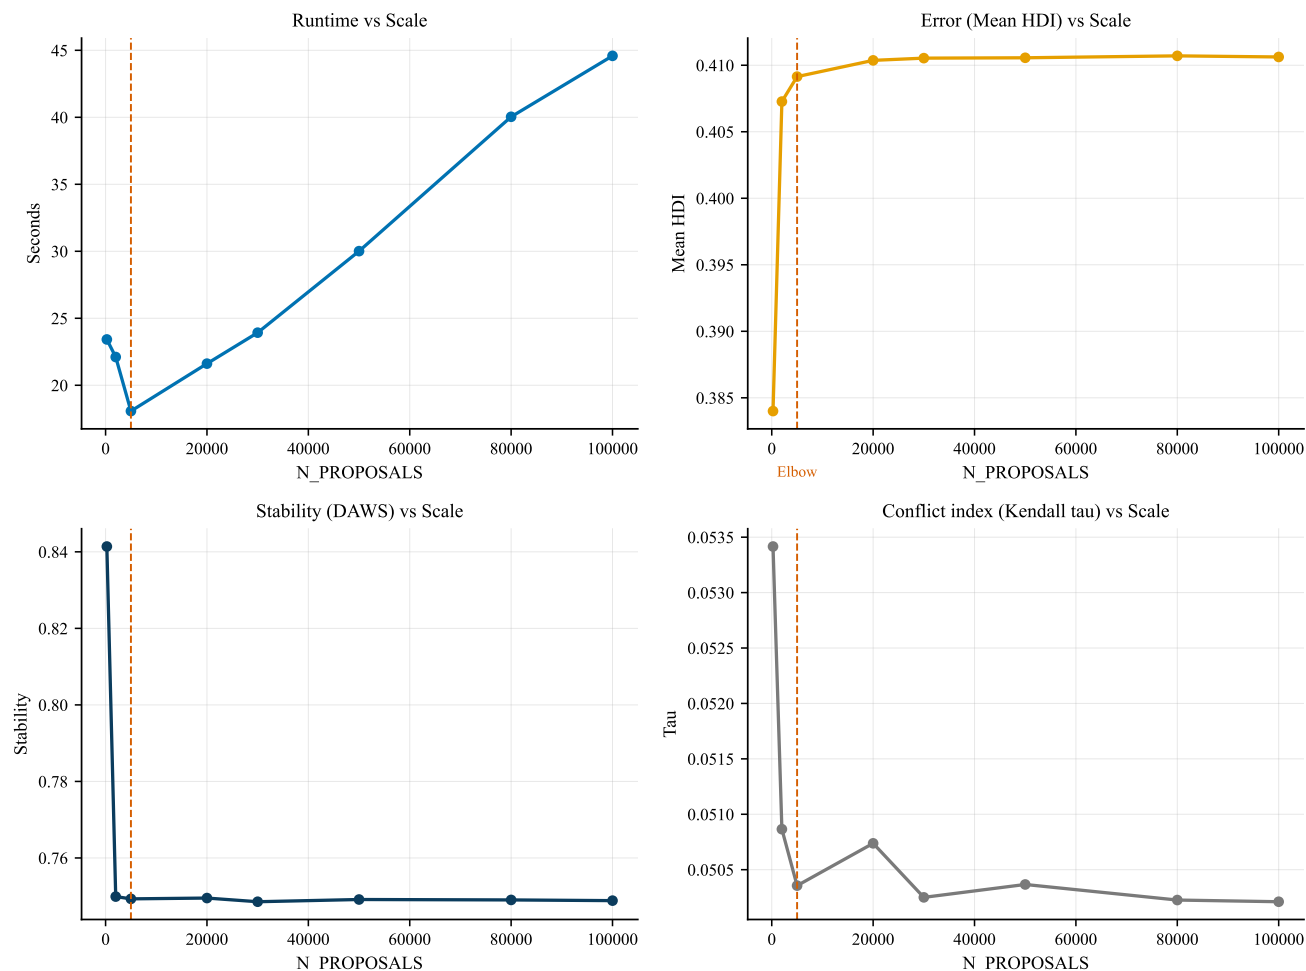 Runtime vs Scale
45
40
35
30
25
20
Seconds
0 20000 40000 60000 80000 100000
N_PROPOSALS
Error (Mean HDI) vs Scale
0.410
0.405
0.400
0.395
0.390
0.385
Mean HDI
0 20000 40000 60000 80000 100000
Elbow
N_PROPOSALS
Stability (DAWS) vs Scale
0.84
0.82
0.80
0.78
0.76
Stability
0 20000 40000 60000 80000 100000
N_PROPOSALS
Conflict index (Kendall tau) vs Scale
0.0535
0.0530
0.0525
0.0520
0.0515
0.0510
0.0505
Tau
0 20000 40000 60000 80000 100000
N_PROPOSALS